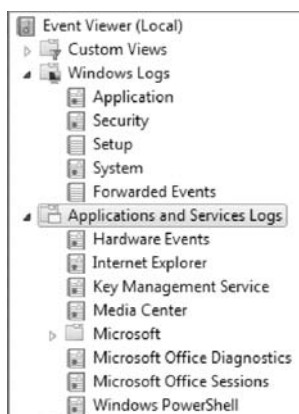 Event Viewer (Local)
Custom Views
Windows Logs
Application
Security
Setup
System
Forwarded Events
Applications and Services Logs
Hardware Events
Internet Explorer
Key Management Service
Media Center
Microsoft
Microsoft Office Diagnostics
Microsoft Office Sessions
Windows PowerShell